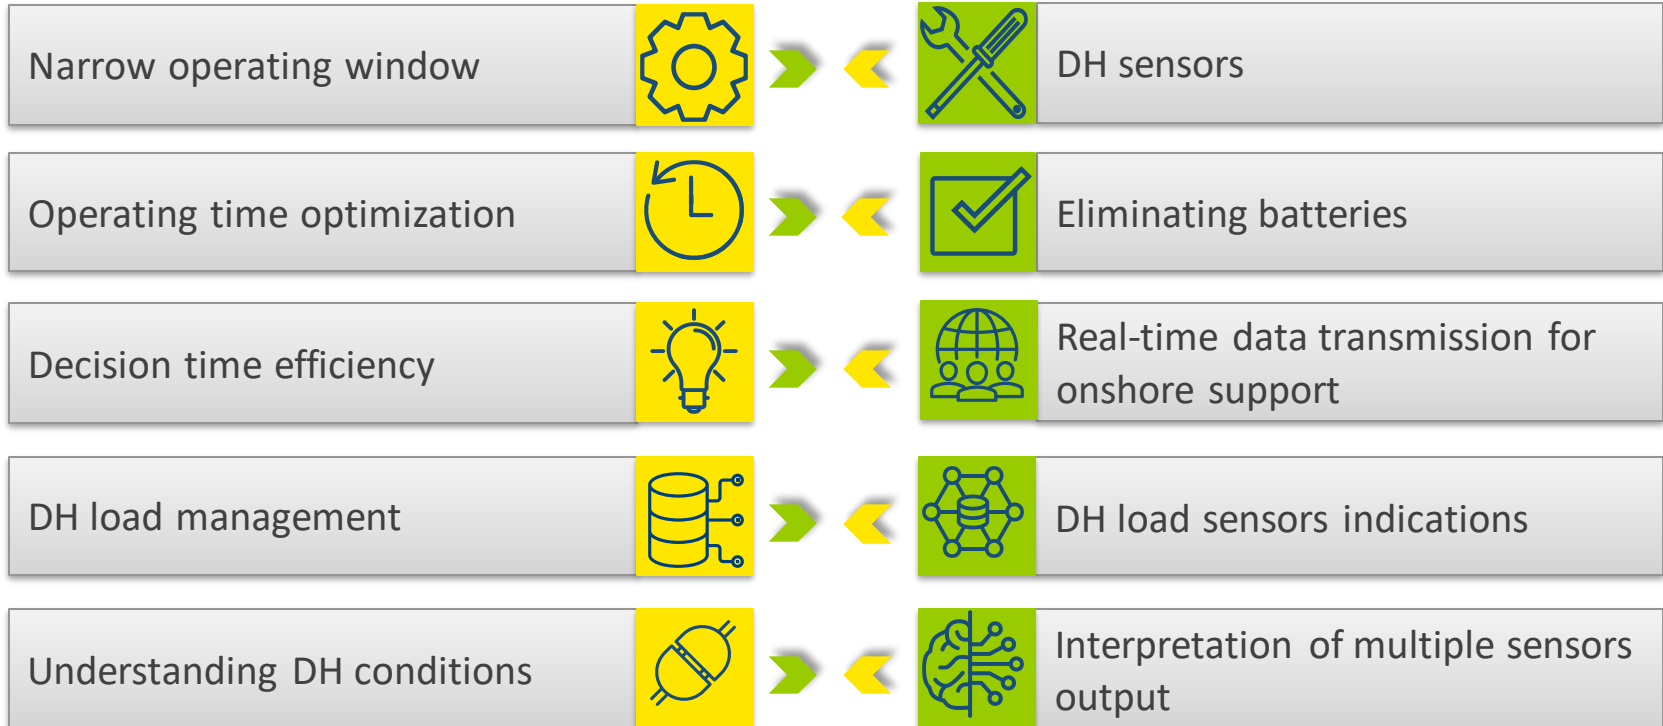 Narrow operating window
DH sensors
Operating time optimization
Eliminating batteries
Decision time efficiency
Real-time data transmission for
onshore support
DH load management
DH load sensors indications
Understanding DH conditions
Interpretation of multiple sensors
output